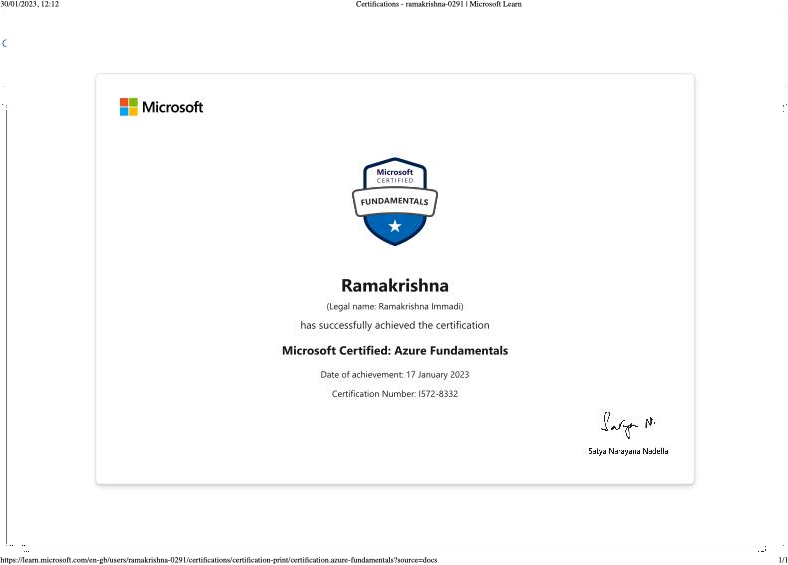 30/01/2023, 12:12
Certifications - ramakrishna-0291 | Microsoft Learn
Microsoft
Microsoft
CERTIFIED
FUNDAMENTALS
Ramakrishna
(Legal name: Ramakrishna Immadi)
has successfully achieved the certification
Microsoft Certified: Azure Fundamentals
Date of achievement: 17 January 2023
Certification Number: I572-8332
Satya N.
Satya Narayana Nadella
https://learn.microsoft.com/en-gb/users/ramakrishna-0291/certifications/certification-print/certification.azure-fundamentals?source=docs
1/1